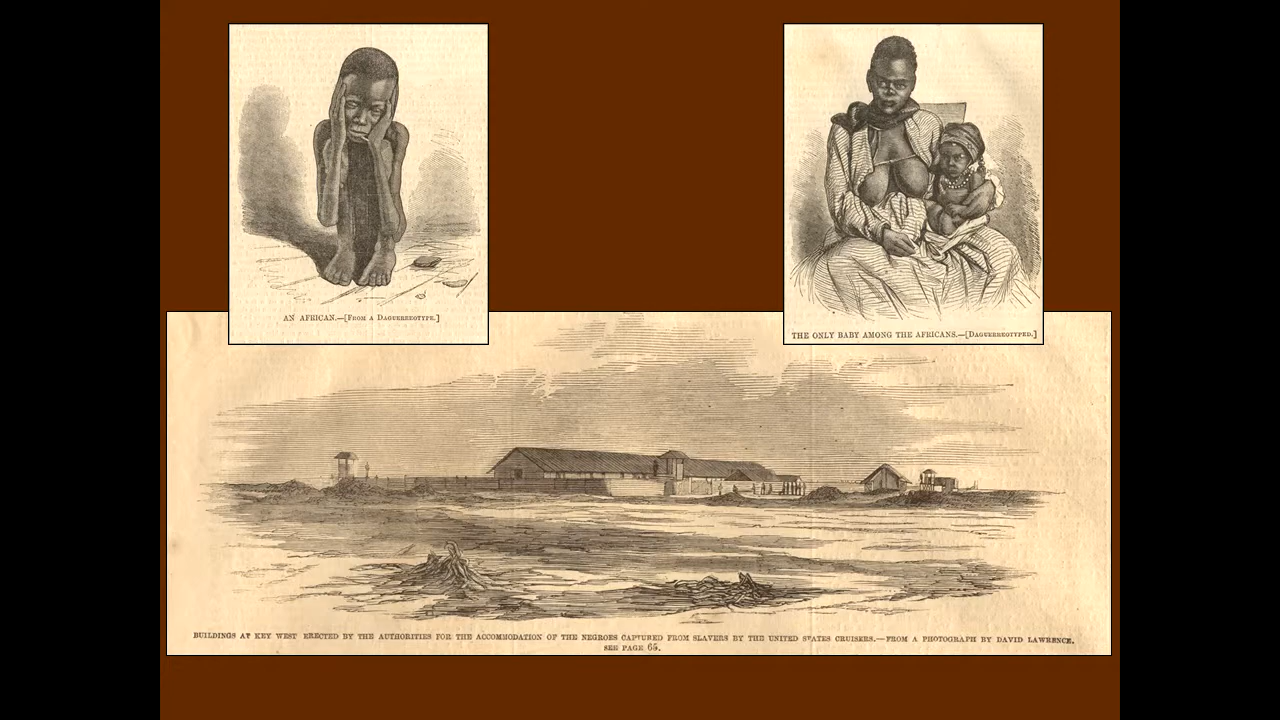 AN AFRICAN.—[FROM A DAGUERREOTYPE.]
THE ONLY BABY AMONG THE AFRICANS.—[DAGUERREOTYPED.]
BUILDINGS AT KEY WEST ERECTED BY THE AUTHORITIES FOR THE ACCOMMODATION OF THE NEGROES CAPTURED FROM SLAVERS BY THE UNITED STATES CRUISERS.—FROM A PHOTOGRAPH BY DAVID LAWRENCE.
SEE PAGE 65.